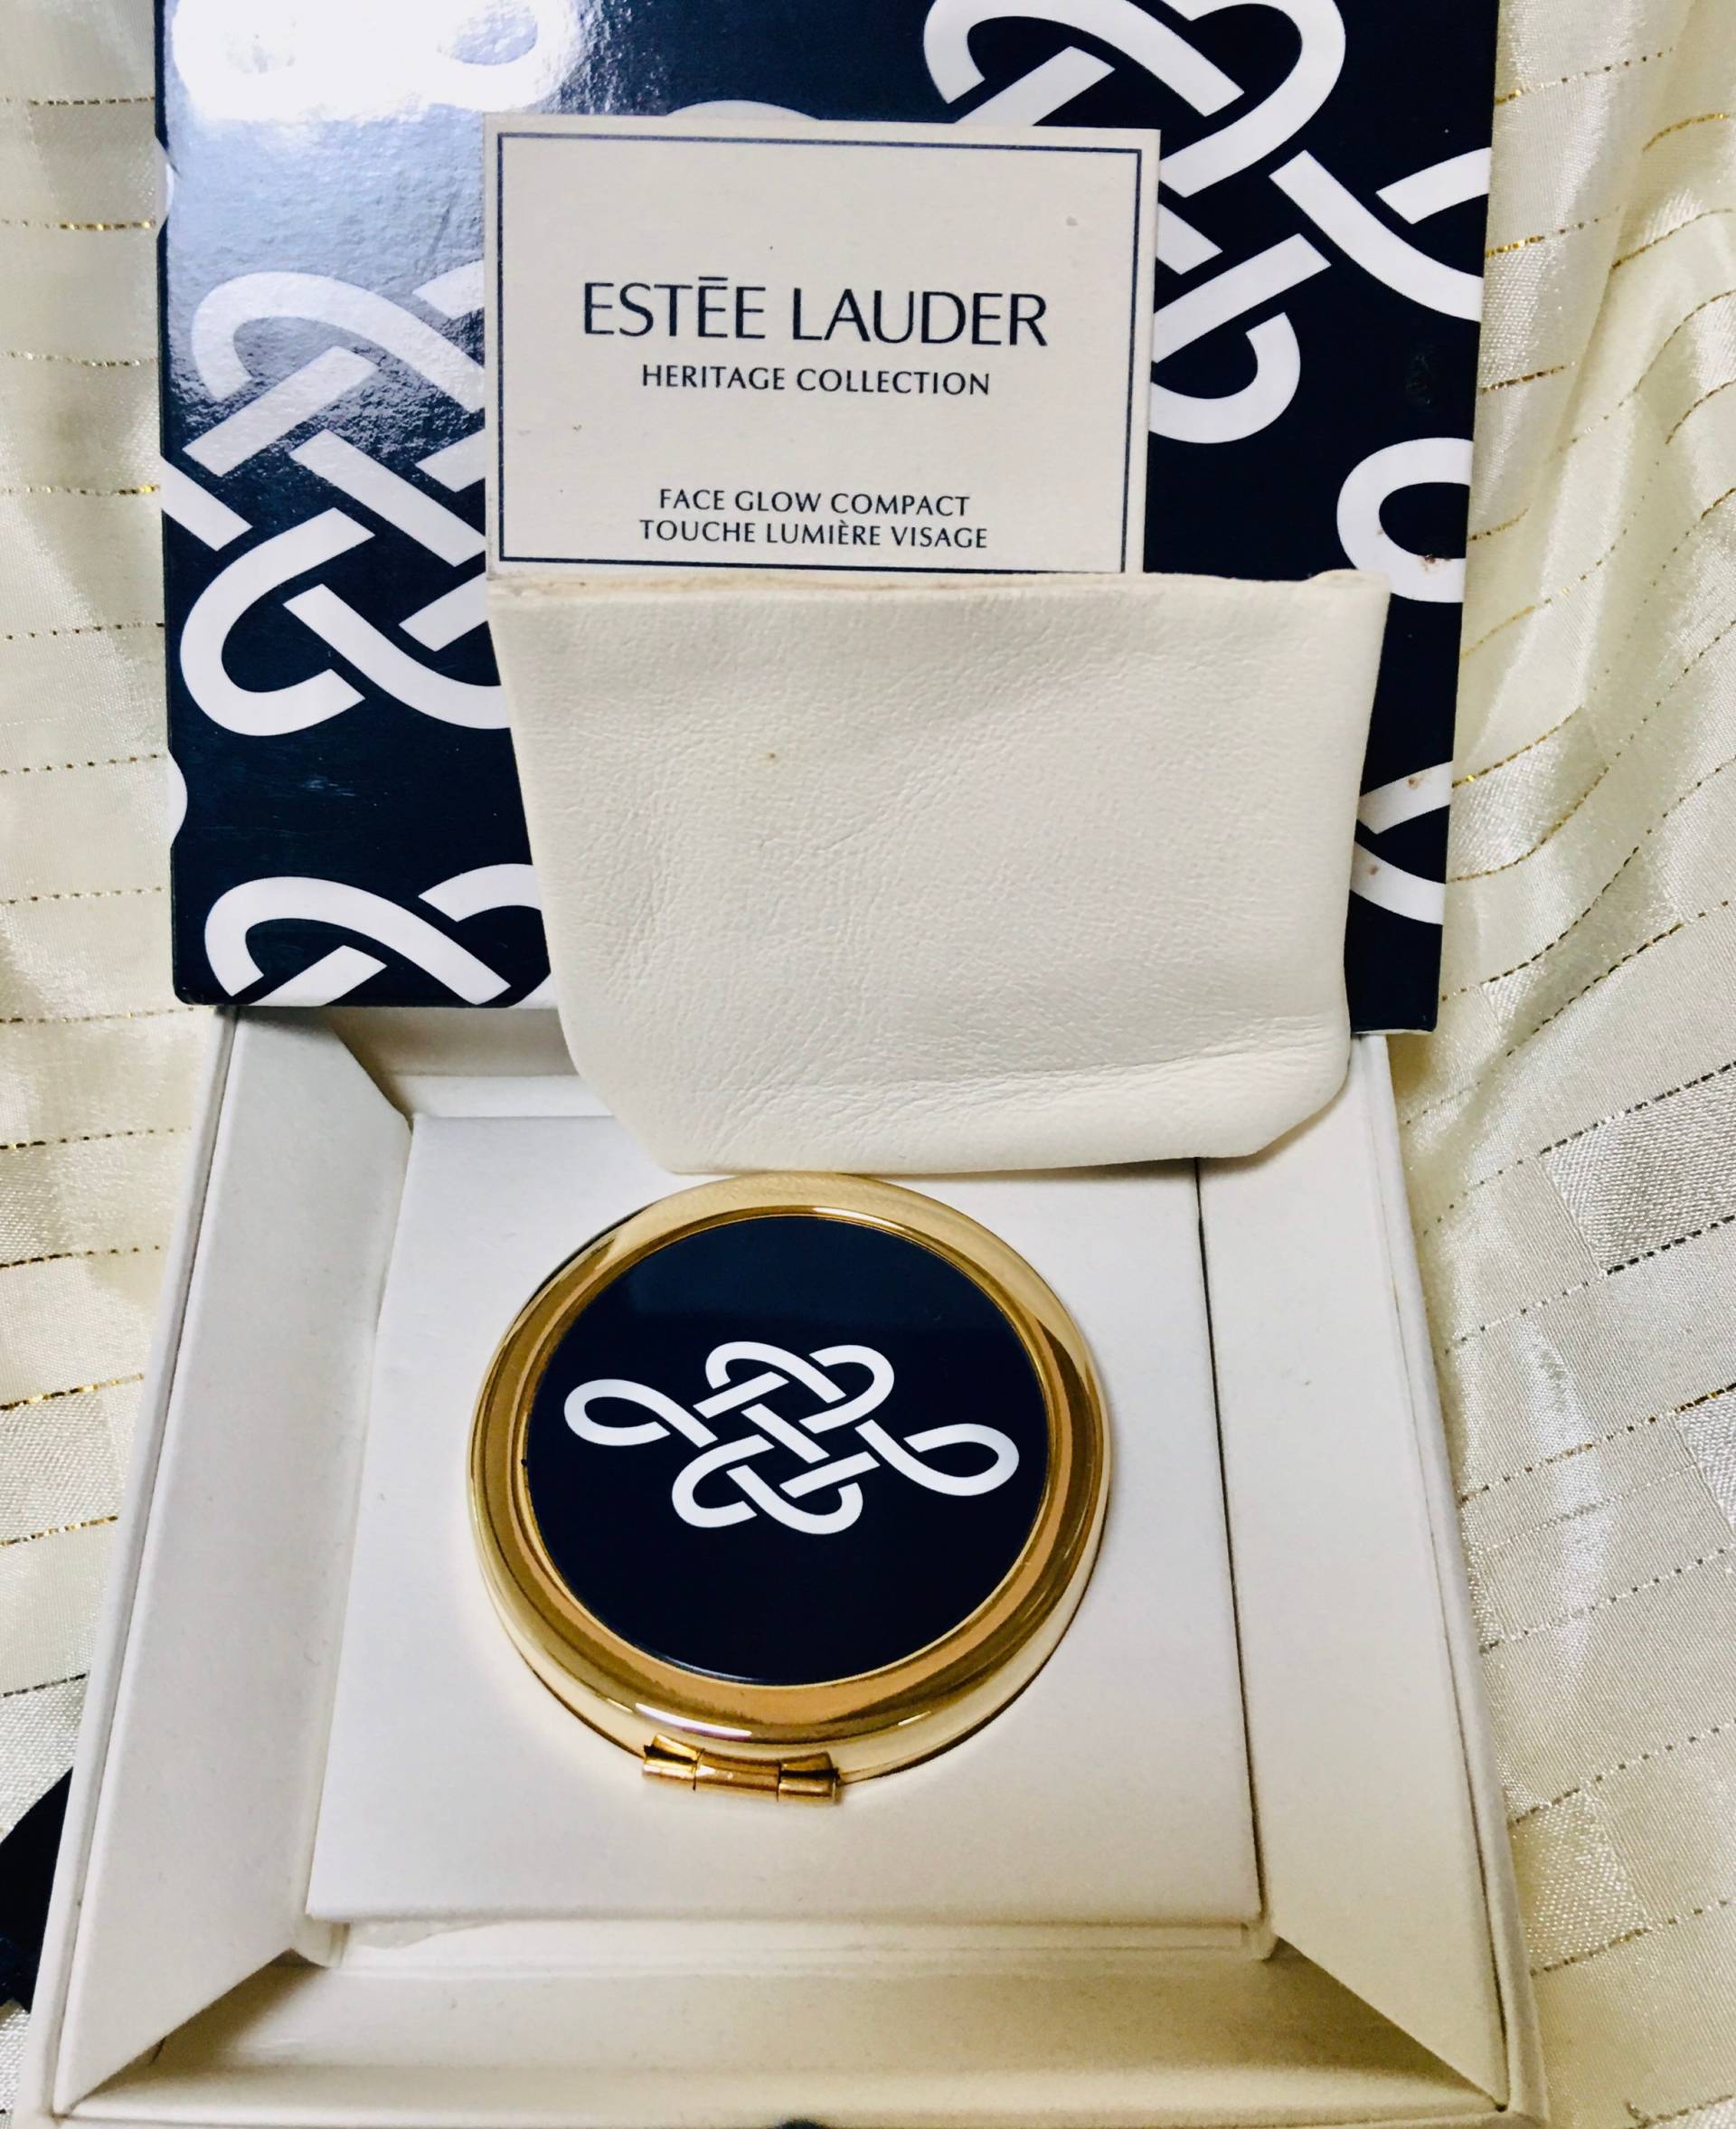 ESTĒE LAUDER
HERITAGE COLLECTION
FACE GLOW COMPACT
TOUCHE LUMIÈRE VISAGE